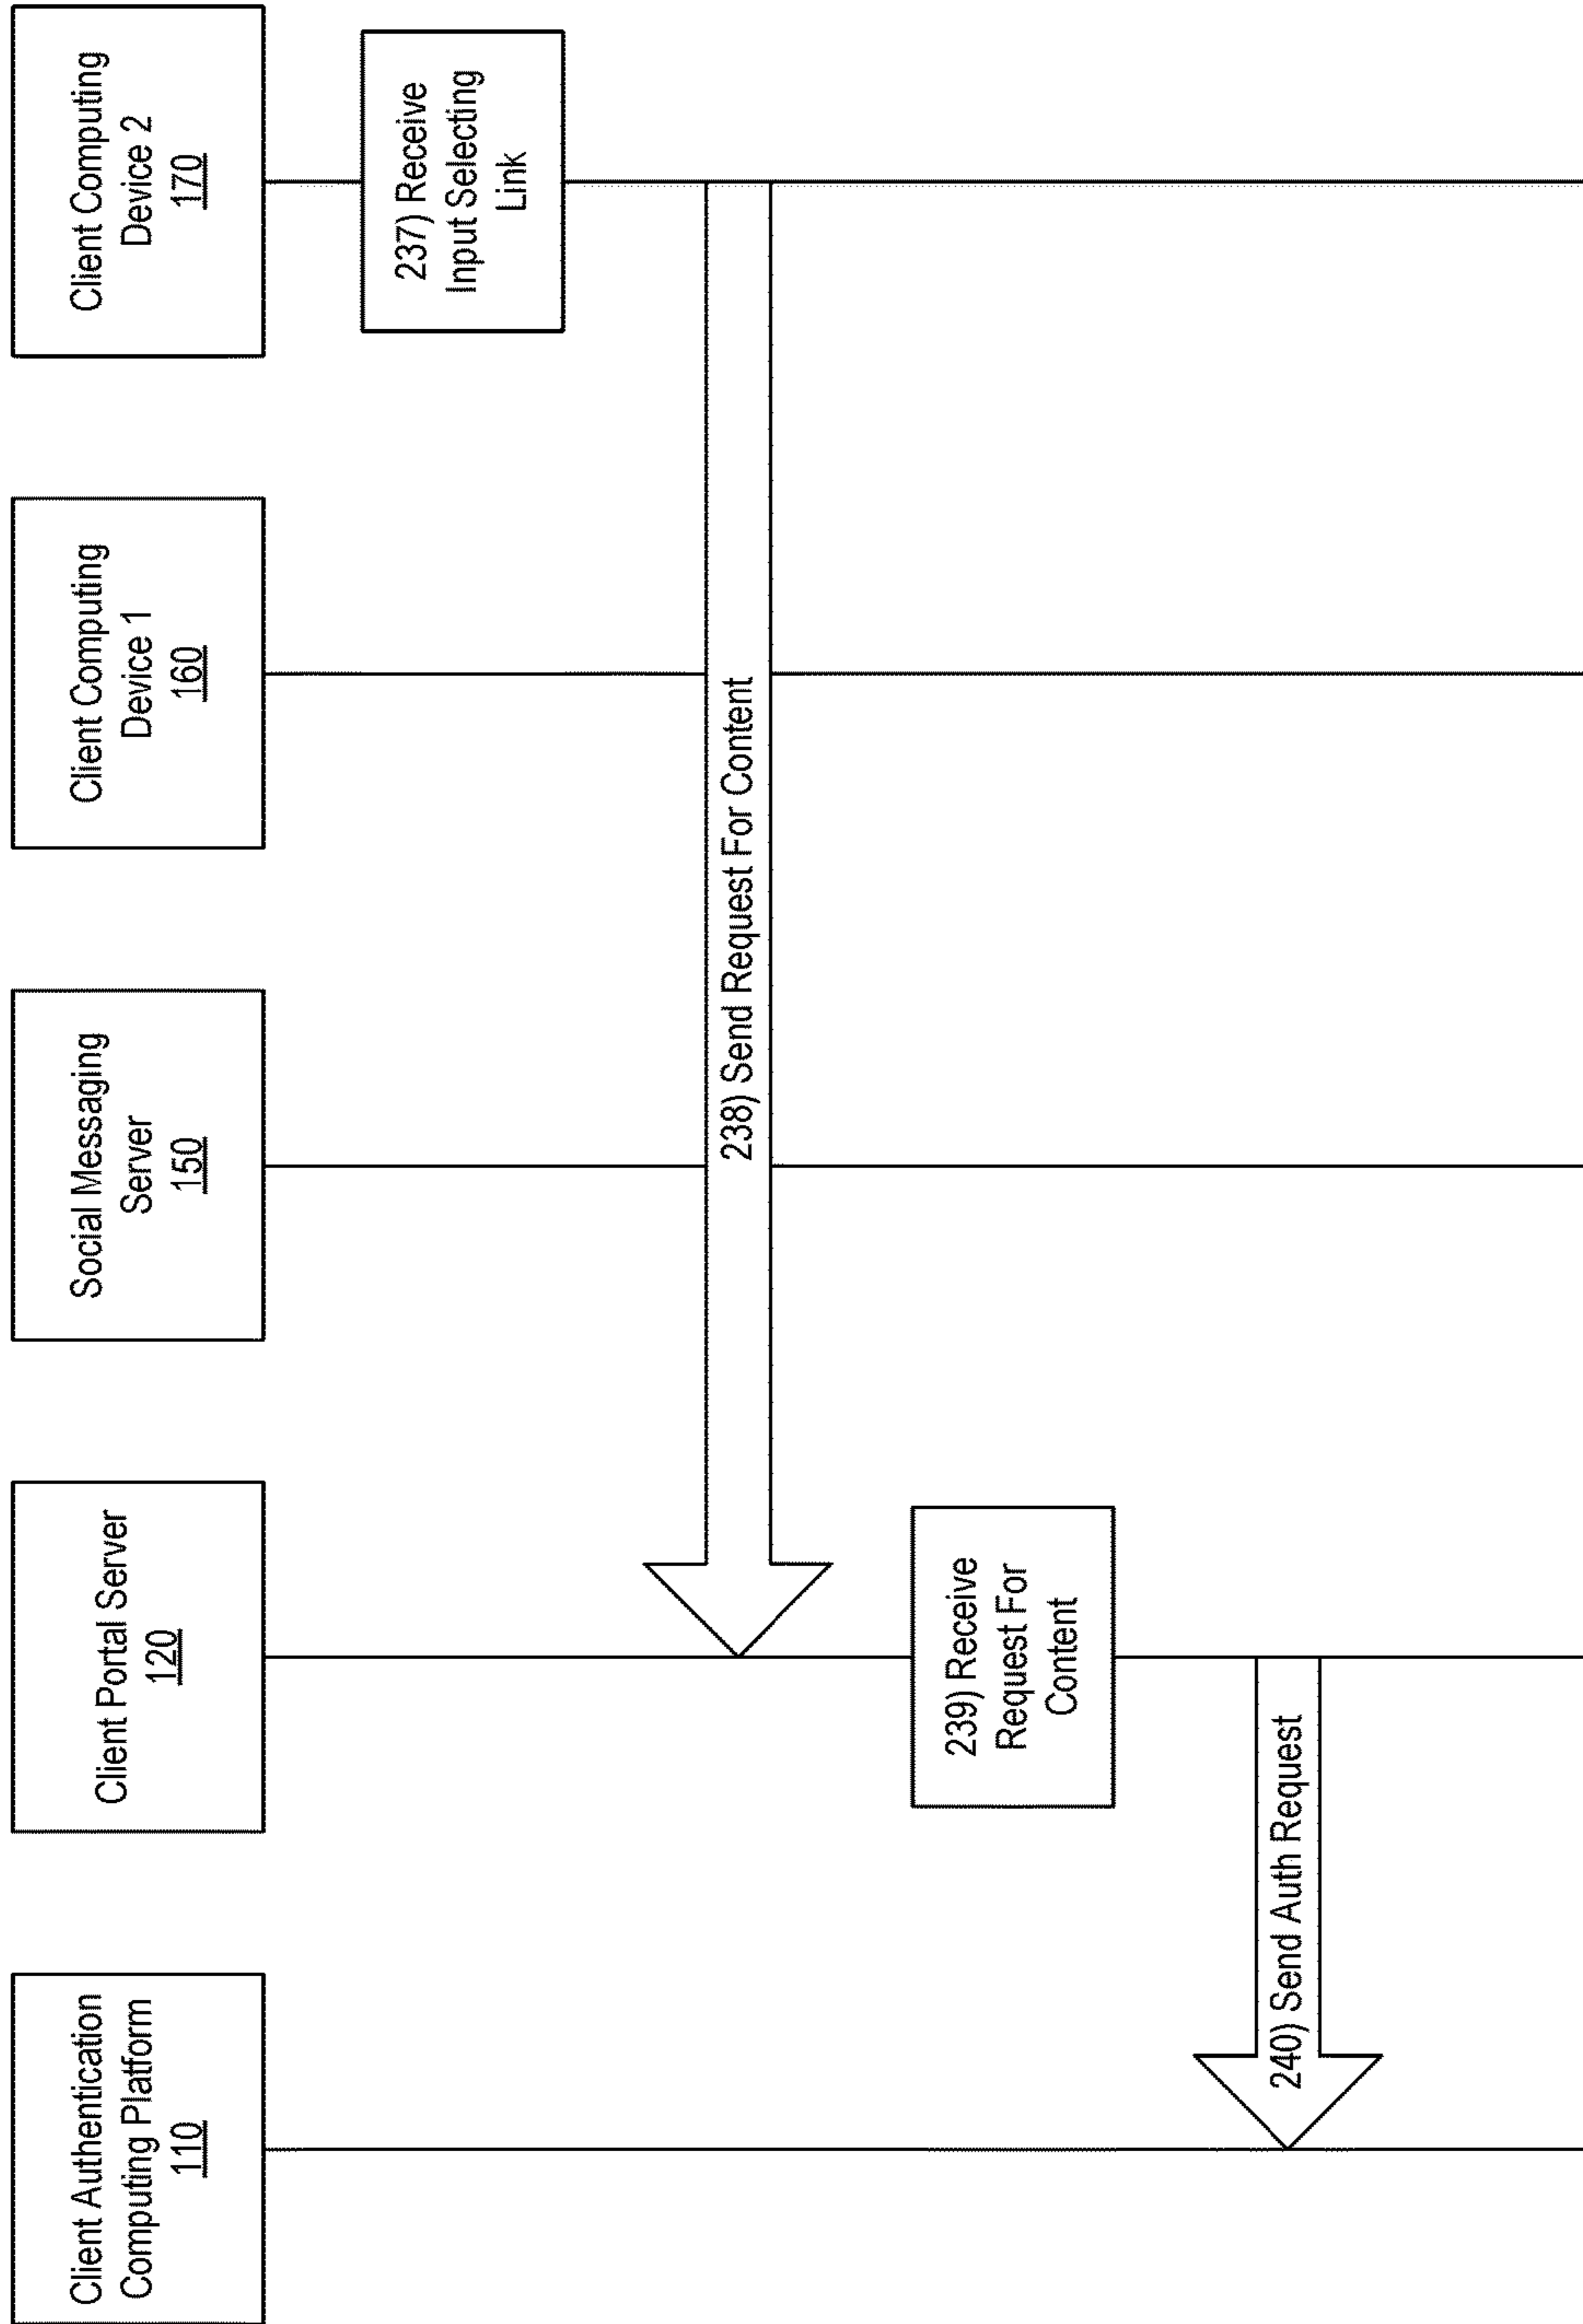 Client Authentication
Computing Platform
110
Client Portal Server
120
Social Messaging
Server
150
Client Computing
Device 1
160
Client Computing
Device 2
170
237) Receive
Input Selecting
Link
238) Send Request For Content
239) Receive
Request For
Content
240) Send Auth Request